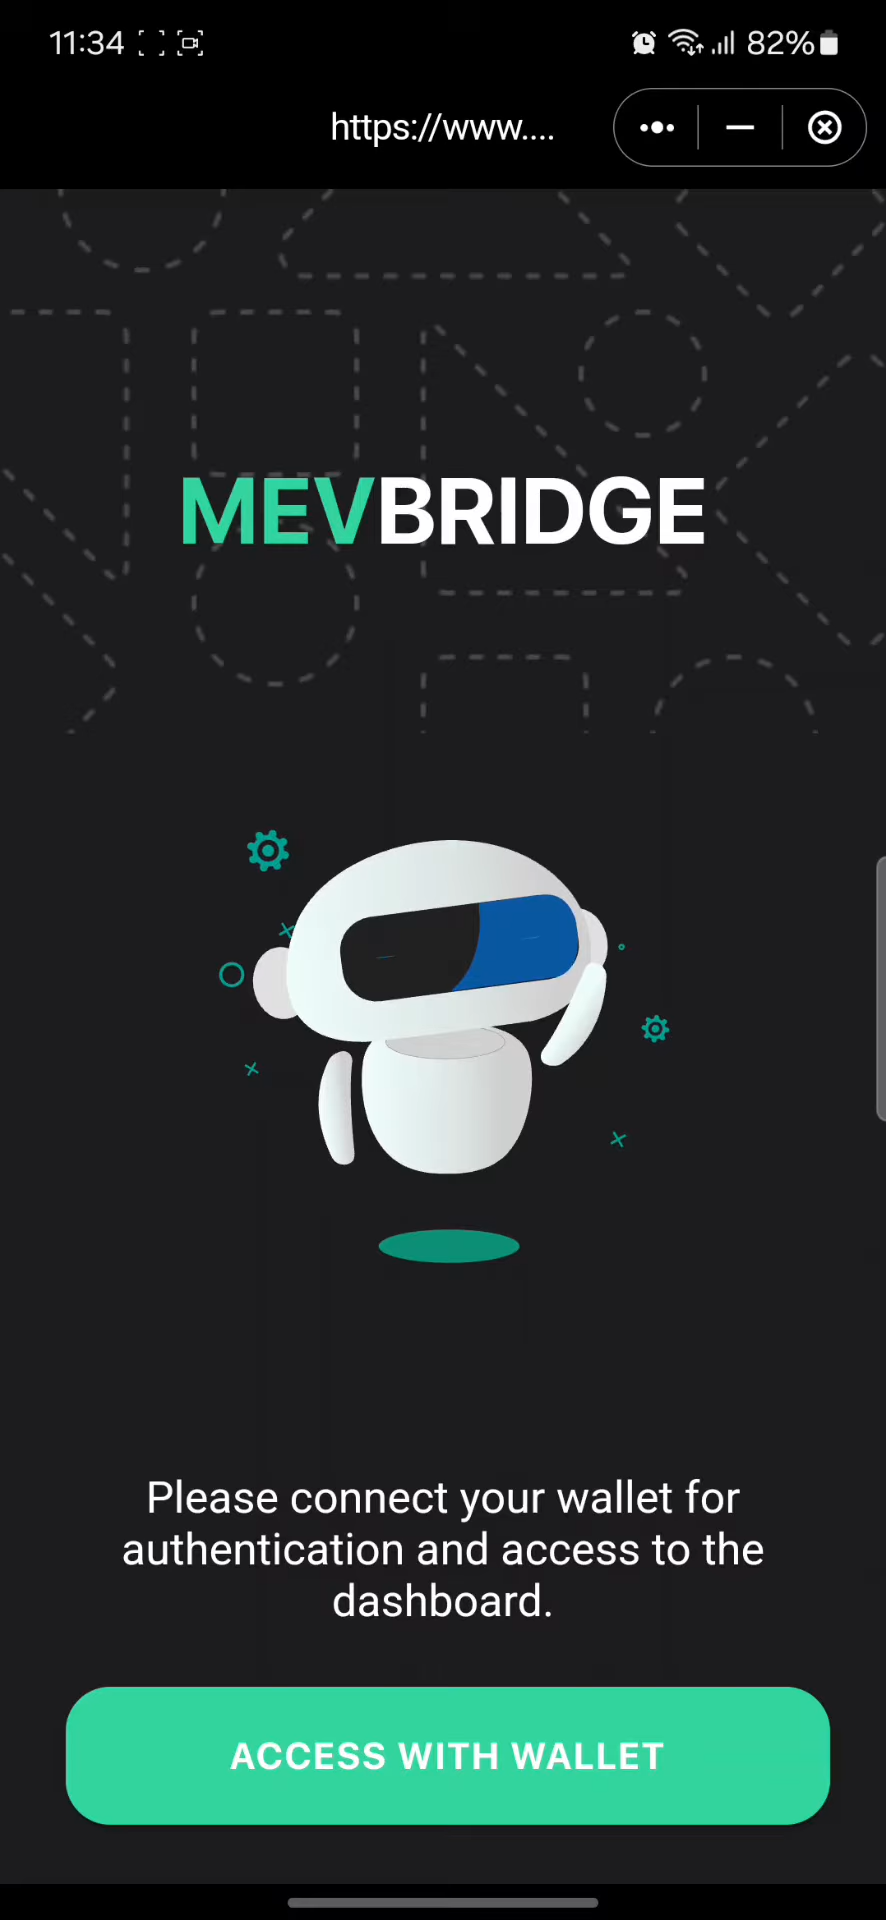 11:34 82%
https://www....
MEVBRIDGE
Please connect your wallet for
authentication and access to the
dashboard.
ACCESS WITH WALLET